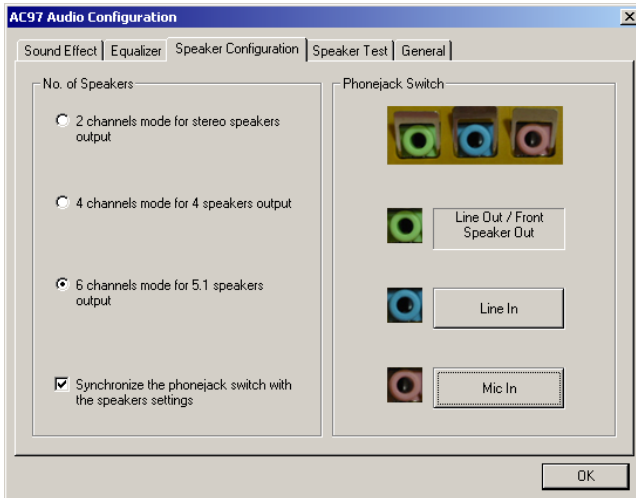 AC97 Audio Configuration
Sound Effect
Equalizer
Speaker Configuration
Speaker Test
General
No. of Speakers
2 channels mode for stereo speakers
output
4 channels mode for 4 speakers output
6 channels mode for 5.1 speakers
output
Synchronize the phonejack switch with
the speakers settings
Phonejack Switch
Line Out / Front
Speaker Out
Line In
Mic In
OK